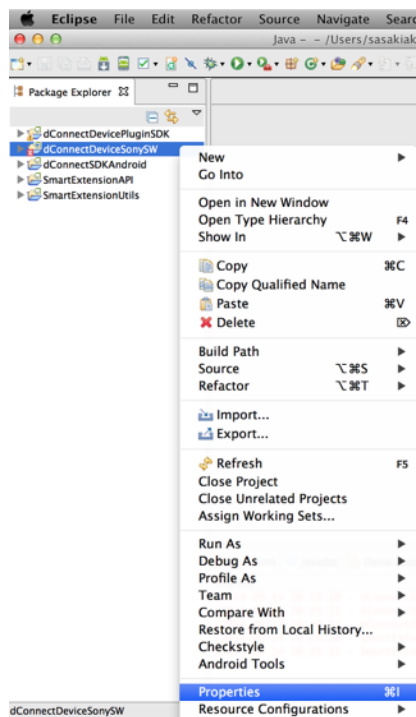 Eclipse File Edit Refactor Source Navigate Sear
Java – – /Users/sasakiak
Package Explorer
dConnectDevicePluginSDK
dConnectDeviceSonySW
dConnectSDKAndroid
SmartExtensionAPI
SmartExtensionUtils
New
Go Into
Open in New Window
Open Type Hierarchy F4
Show In ⌥⌘W
Copy ⌘C
Copy Qualified Name
Paste ⌘V
Delete ⌦
Build Path
Source ⌥⌘S
Refactor ⌥⌘T
Import...
Export...
Refresh F5
Close Project
Close Unrelated Projects
Assign Working Sets...
Run As
Debug As
Profile As
Team
Compare With
Restore from Local History...
Checkstyle
Android Tools
Properties ⌘I
Resource Configurations
dConnectDeviceSonySW